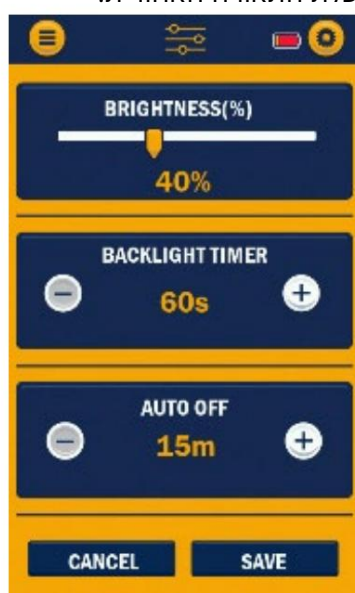 BRIGHTNESS(%)
40%
BACKLIGHT TIMER
60s
AUTO OFF
15m
CANCEL SAVE